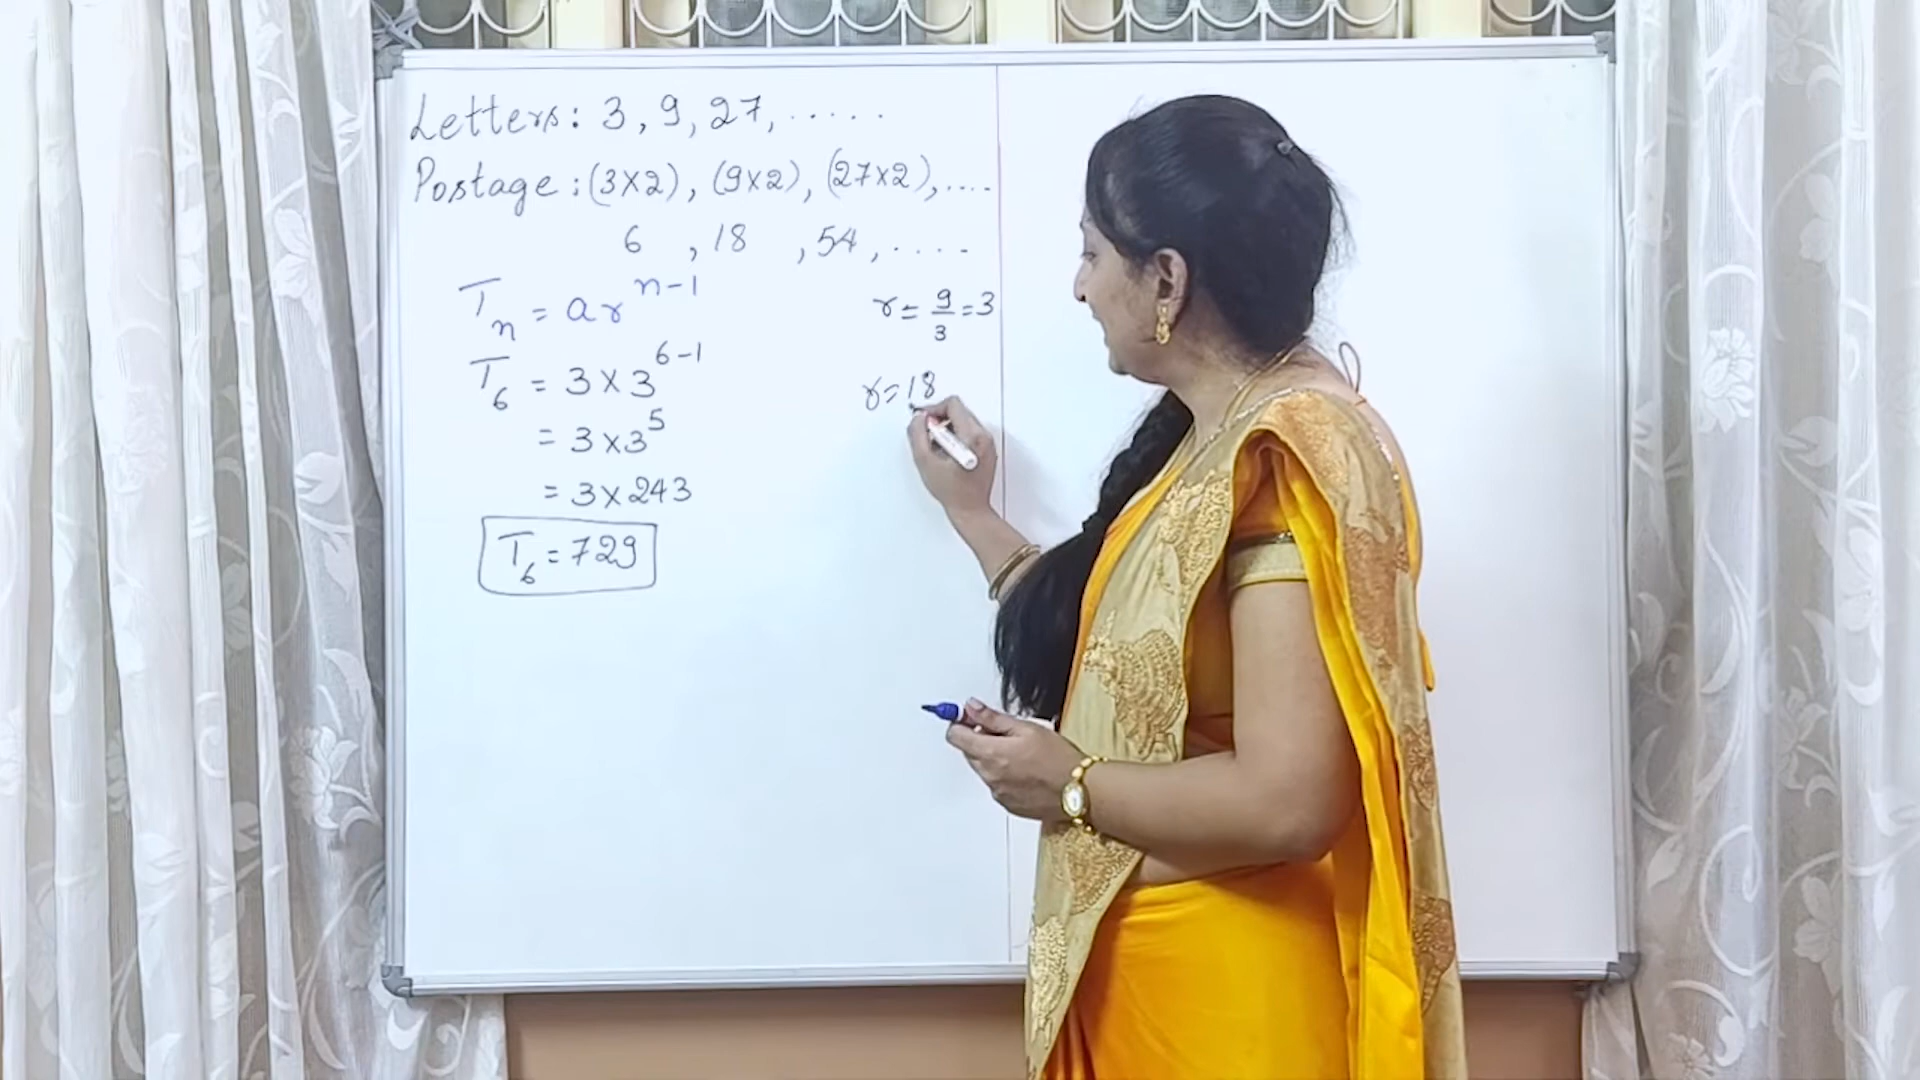 Letters: 3, 9, 27, .....
Postage: (3×2), (9×2), (27×2), ....
6 , 18 , 54, ....
Tₙ = ar^(n-1)
r = 9/3 = 3
T₆ = 3 × 3^(6-1)
r = 18
= 3 × 3^5
= 3 × 243
T₆ = 729